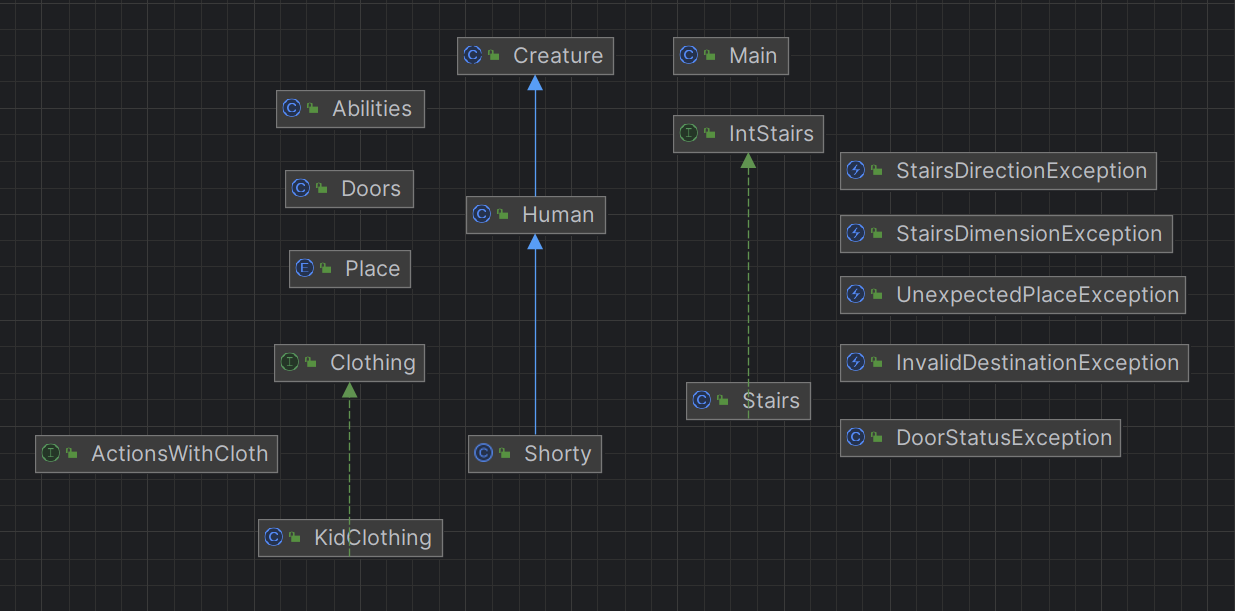 Creature
Main
Abilities
IntStairs
StairsDirectionException
Doors
Human
StairsDimensionException
Place
UnexpectedPlaceException
Clothing
InvalidDestinationException
Stairs
DoorStatusException
ActionsWithCloth
Shorty
KidClothing